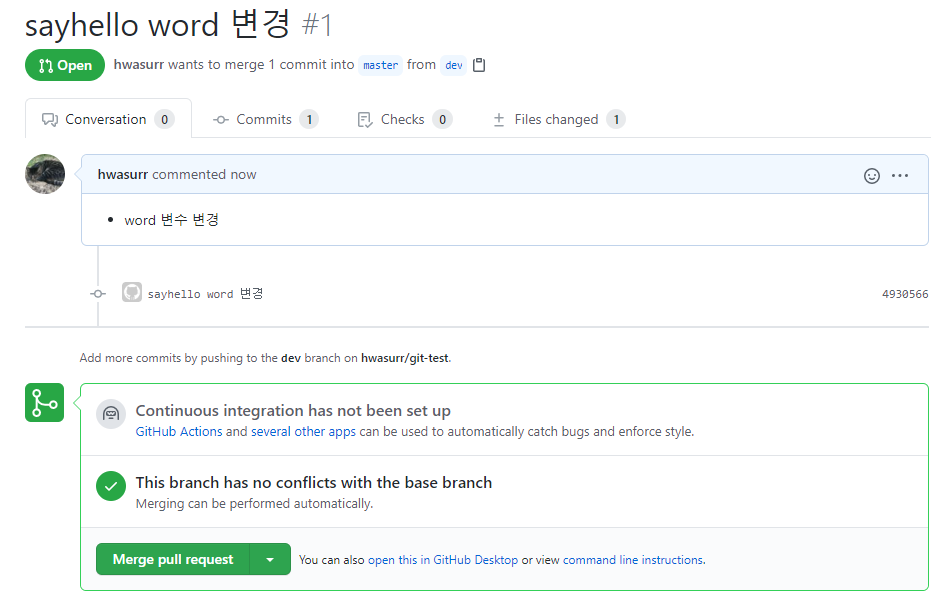 sayhello word 변경 #1
Open hwasurr wants to merge 1 commit into master from dev
Conversation 0 Commits 1 Checks 0 Files changed 1
hwasurr commented now
word 변수 변경
sayhello word 변경 4930566
Add more commits by pushing to the dev branch on hwasurr/git-test.
Continuous integration has not been set up
GitHub Actions and several other apps can be used to automatically catch bugs and enforce style.
This branch has no conflicts with the base branch
Merging can be performed automatically.
Merge pull request You can also open this in GitHub Desktop or view command line instructions.